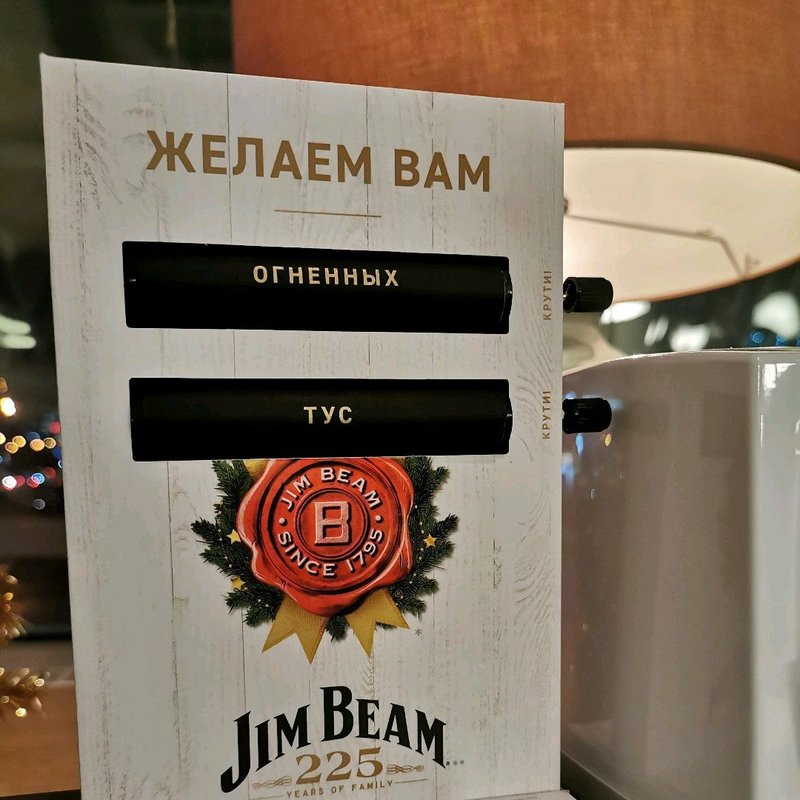 ЖЕЛАЕМ ВАМ
ОГНЕННЫХ
КРУТИ!
ТУС
КРУТИ!
JIM BEAM
B
SINCE 1795
*
JIM BEAM
225
YEARS OF FAMILY